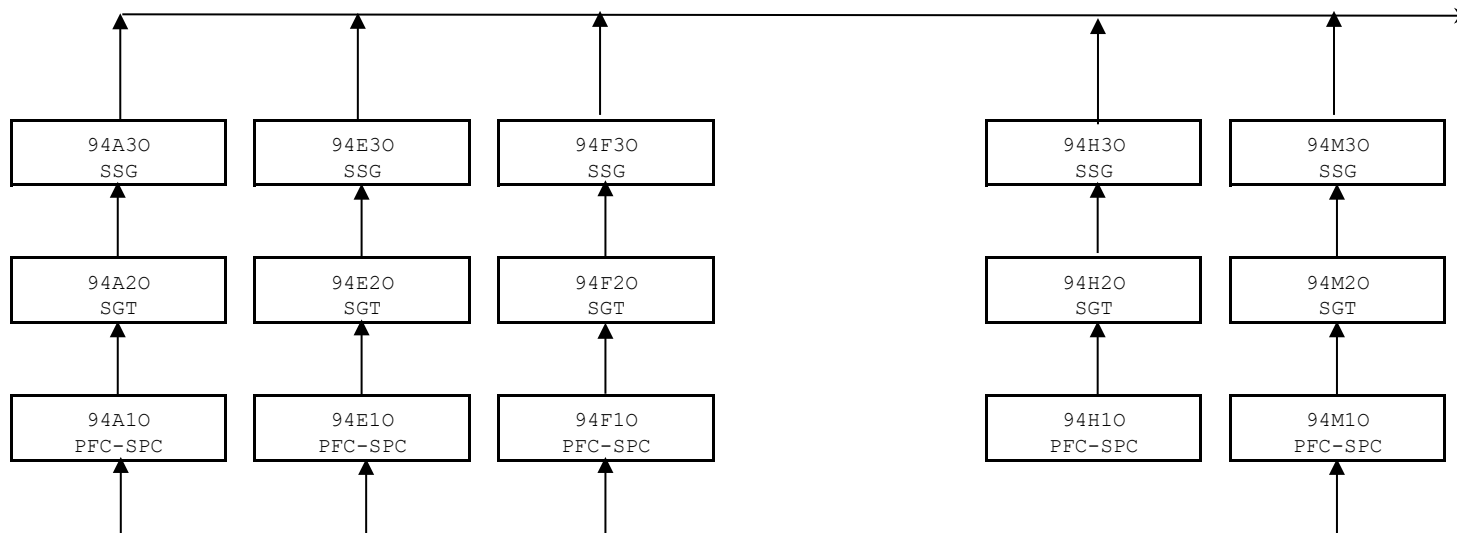 94A3O
SSG
94E3O
SSG
94F3O
SSG
94H3O
SSG
94M3O
SSG
94A2O
SGT
94E2O
SGT
94F2O
SGT
94H2O
SGT
94M2O
SGT
94A1O
PFC-SPC
94E1O
PFC-SPC
94F1O
PFC-SPC
94H1O
PFC-SPC
94M1O
PFC-SPC